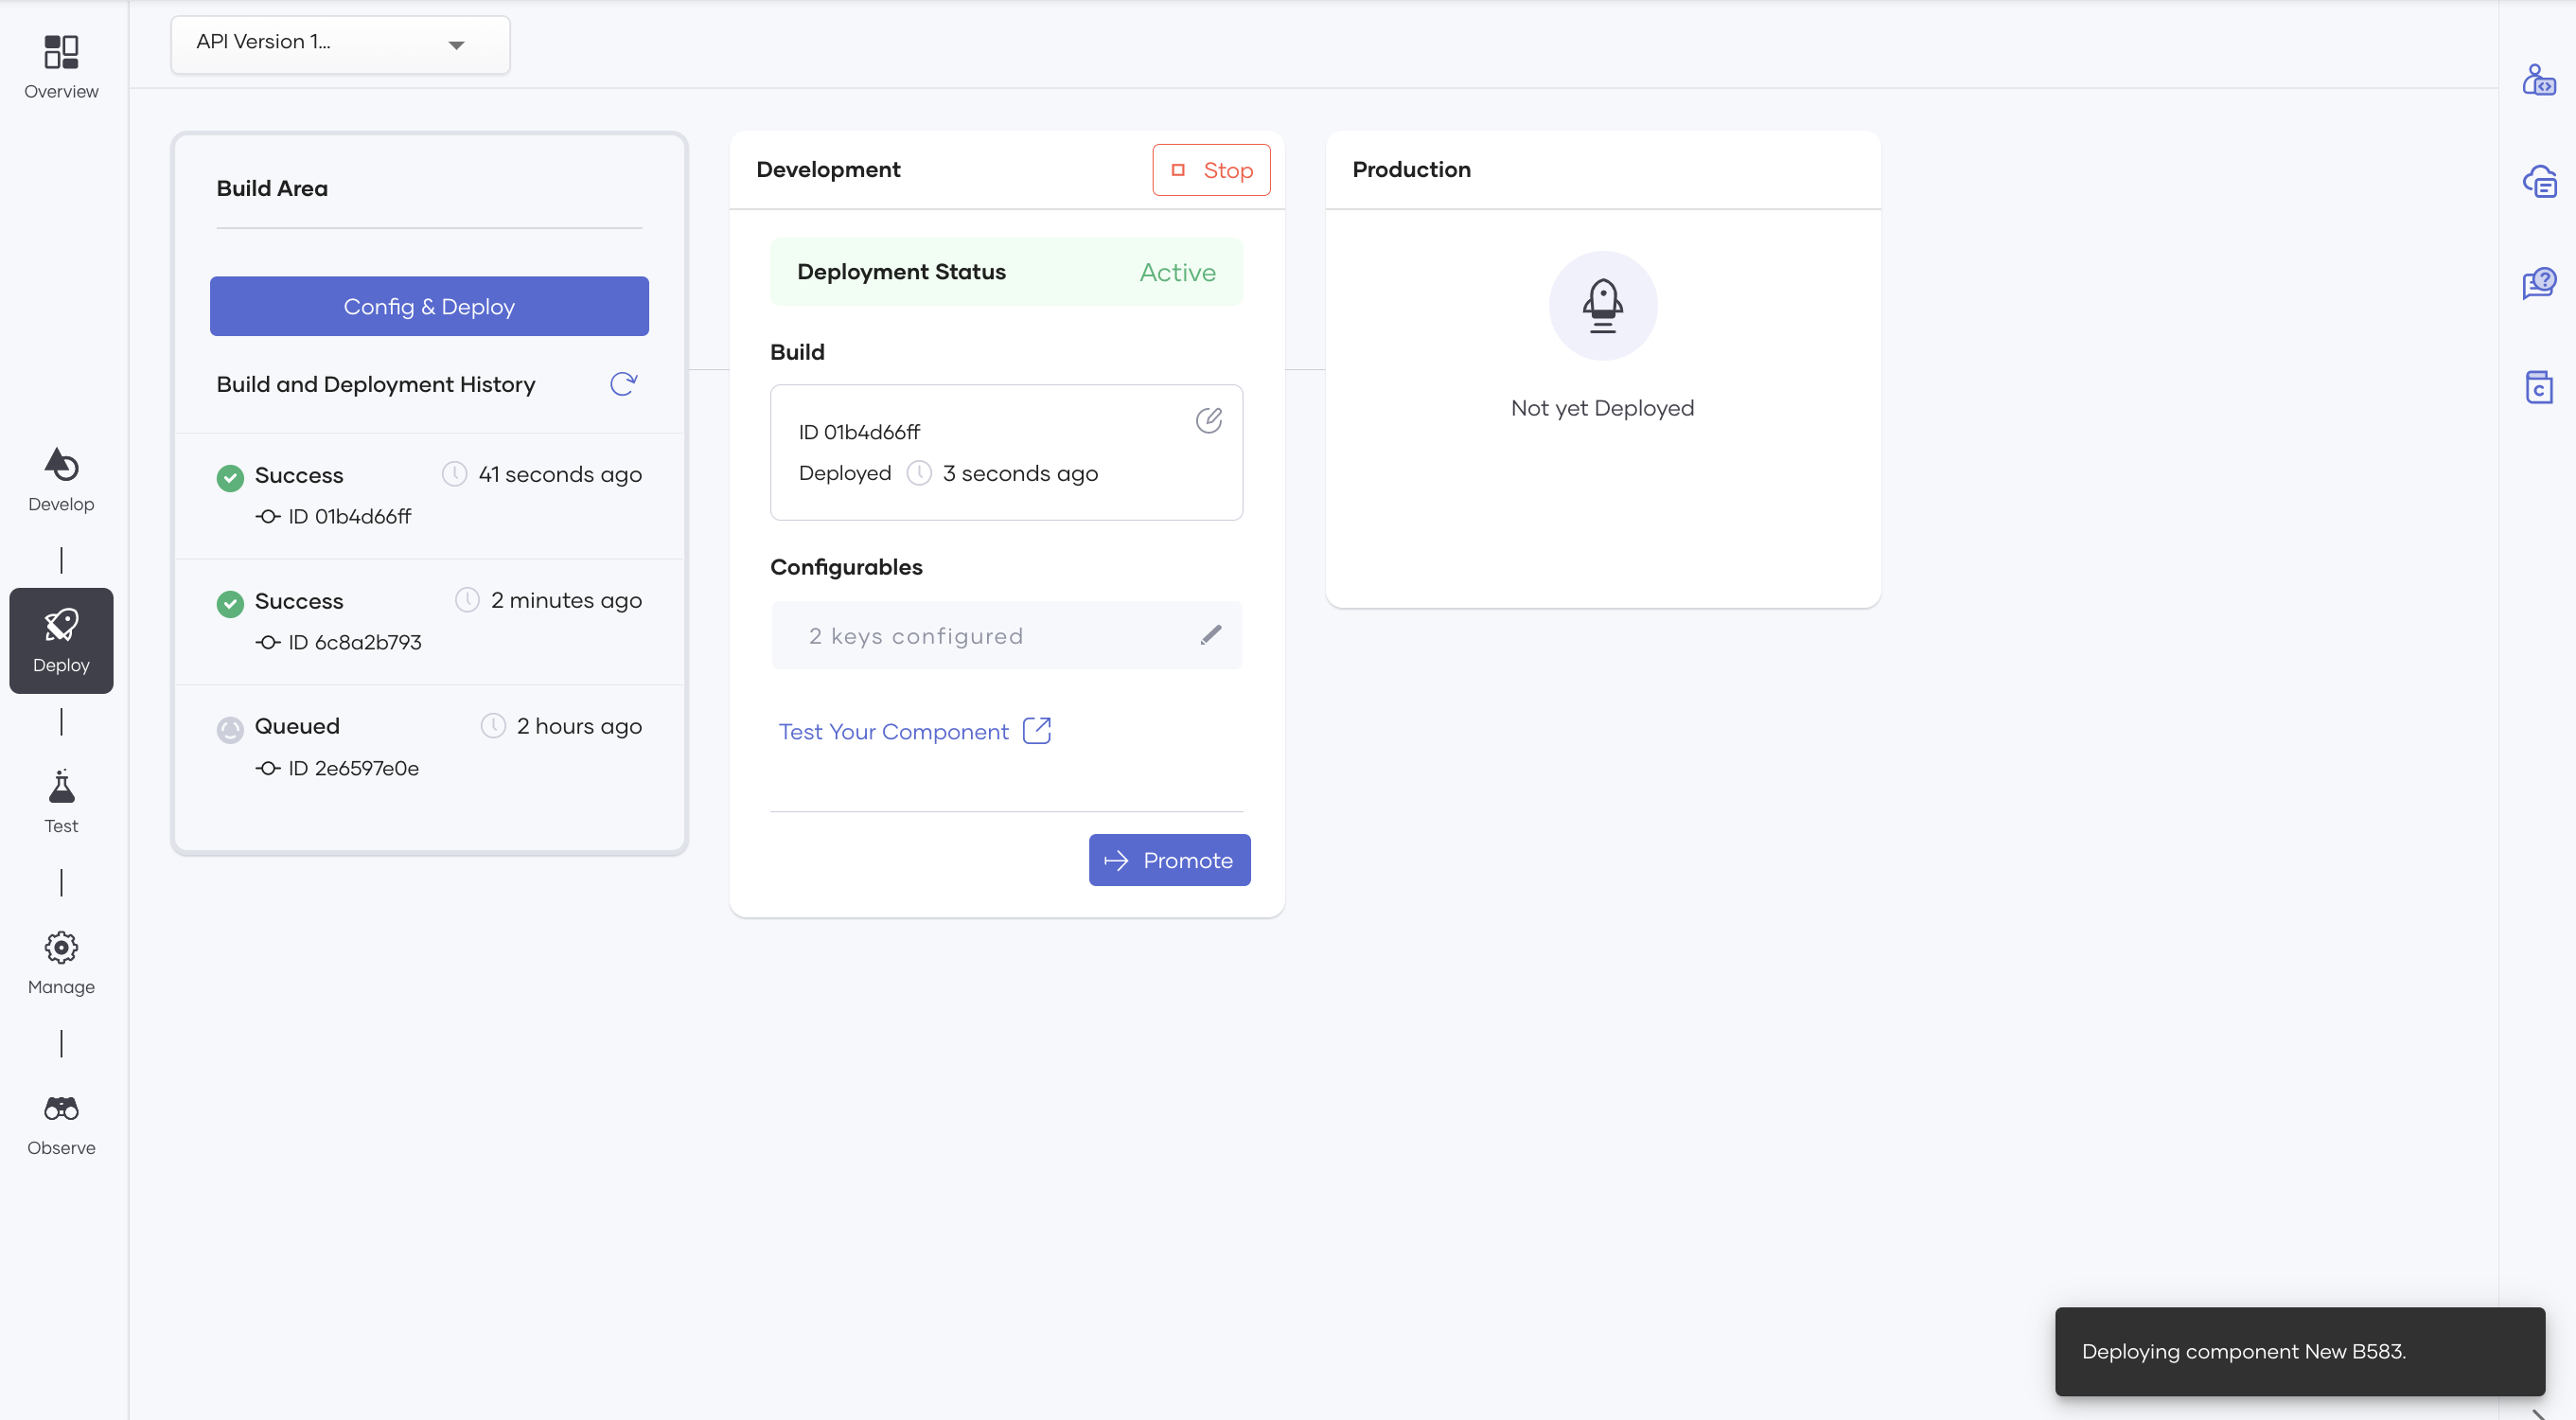 API Version 1...
Overview
Develop
Deploy
Test
Manage
Observe
Build Area
Config & Deploy
Build and Deployment History
Success 41 seconds ago
ID 01b4d66ff
Success 2 minutes ago
ID 6c8a2b793
Queued 2 hours ago
ID 2e6597e0e
Development Stop
Deployment Status Active
Build
ID 01b4d66ff
Deployed 3 seconds ago
Configurables
2 keys configured
Test Your Component
Promote
Production
Not yet Deployed
Deploying component New B583.